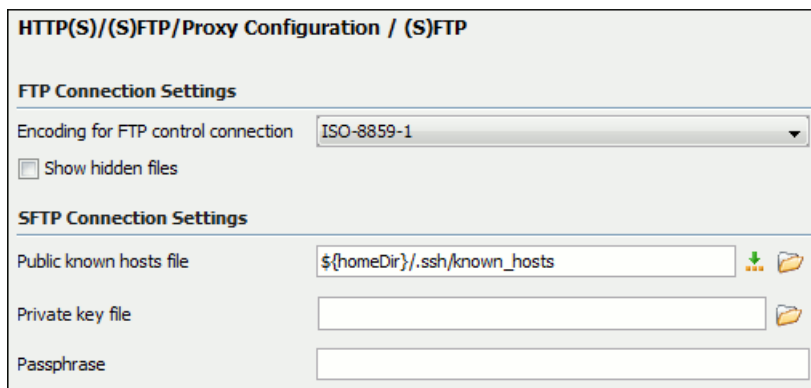 HTTP(S)/(S)FTP/Proxy Configuration / (S)FTP
FTP Connection Settings
Encoding for FTP control connection ISO-8859-1
Show hidden files
SFTP Connection Settings
Public known hosts file ${homeDir}/.ssh/known_hosts
Private key file
Passphrase